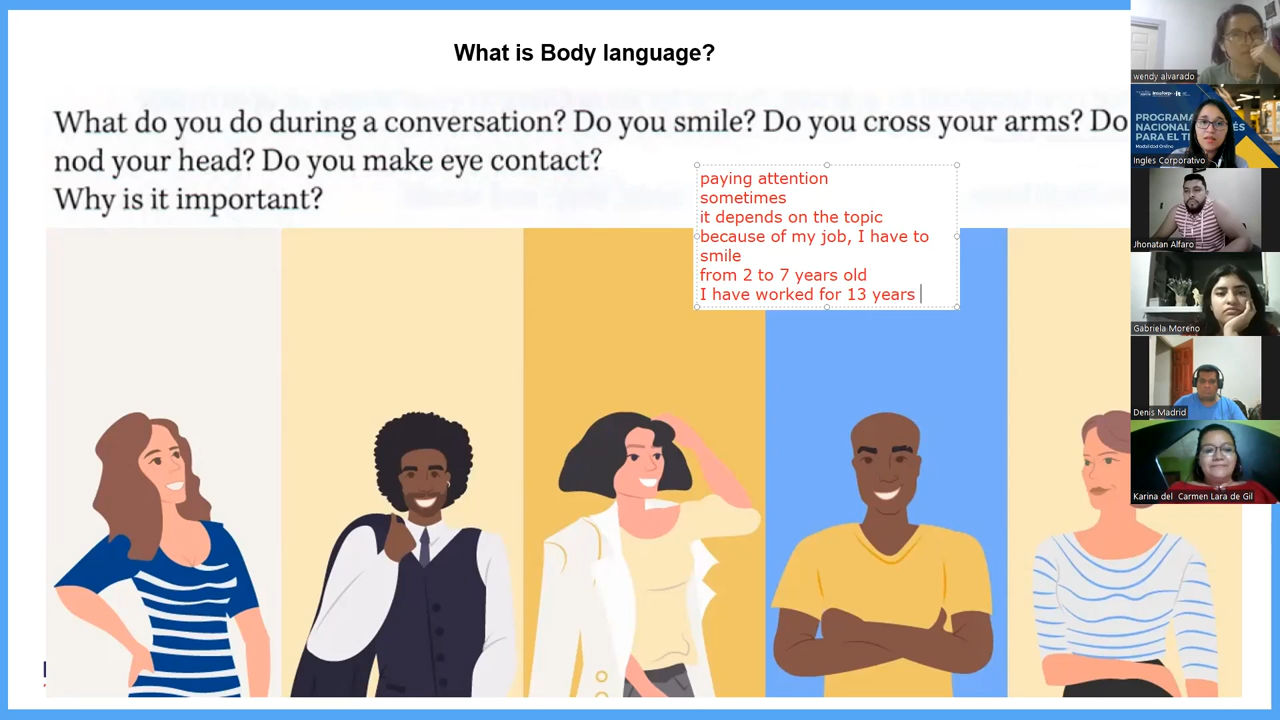 What is Body language?
What do you do during a conversation? Do you smile? Do you cross your arms? Do
nod your head? Do you make eye contact?
Why is it important?
paying attention
sometimes
it depends on the topic
because of my job, I have to
smile
from 2 to 7 years old
I have worked for 13 years
wendy alvarado
PROGRAMA
NACIONAL
ÉS
PARA EL T
Modalidad Online
Ingles Corporativo
Jhonatan Alfaro
Gabriela Moreno
Denis Madrid
Karina del Carmen Lara de Gil